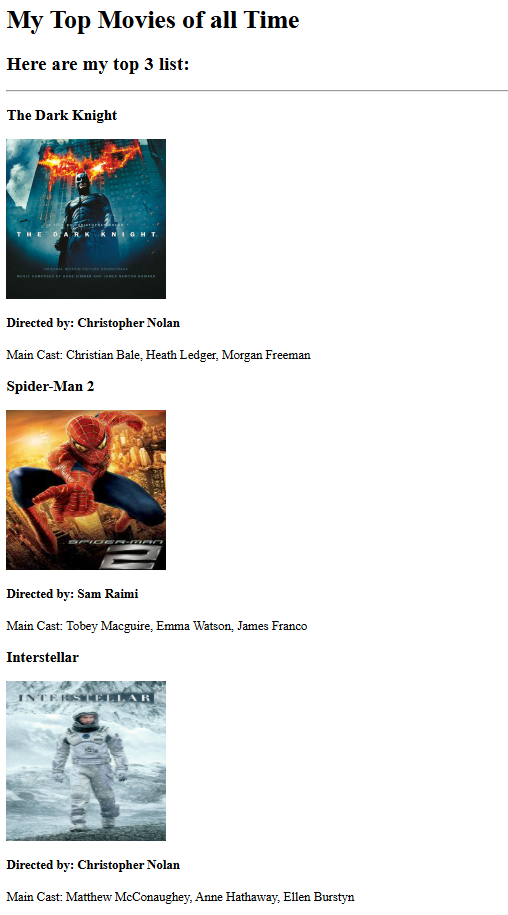 My Top Movies of all Time
Here are my top 3 list:
The Dark Knight
THE DARK KNIGHT
ORIGINAL MOTION PICTURE SOUNDTRACK
MUSIC COMPOSED BY HANS ZIMMER AND JAMES NEWTON HOWARD
Directed by: Christopher Nolan
Main Cast: Christian Bale, Heath Ledger, Morgan Freeman
Spider-Man 2
SPIDER-MAN
2
Directed by: Sam Raimi
Main Cast: Tobey Macguire, Emma Watson, James Franco
Interstellar
INTERSTELLAR
Directed by: Christopher Nolan
Main Cast: Matthew McConaughey, Anne Hathaway, Ellen Burstyn